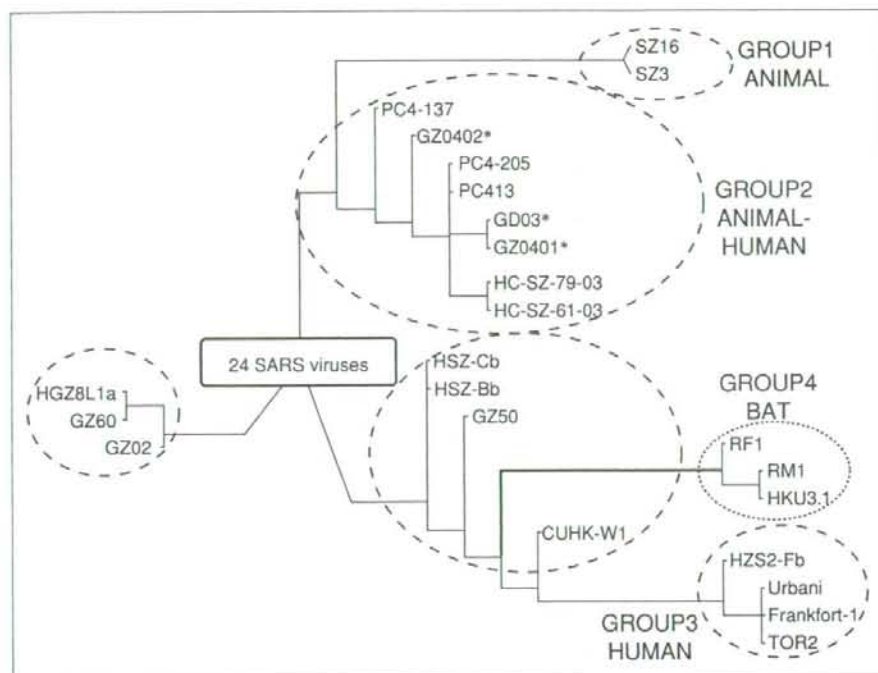 SZ16
SZ3
GROUP1
ANIMAL
PC4-137
GZ0402*
PC4-205
PC413
GD03*
GZ0401*
HC-SZ-79-03
HC-SZ-61-03
GROUP2
ANIMAL-
HUMAN
24 SARS viruses
HGZ8L1a
GZ60
GZ02
HSZ-Cb
HSZ-Bb
GZ50
CUHK-W1
GROUP4
BAT
RF1
RM1
HKU3.1
HZS2-Fb
Urbani
Frankfort-1
TOR2
GROUP3
HUMAN